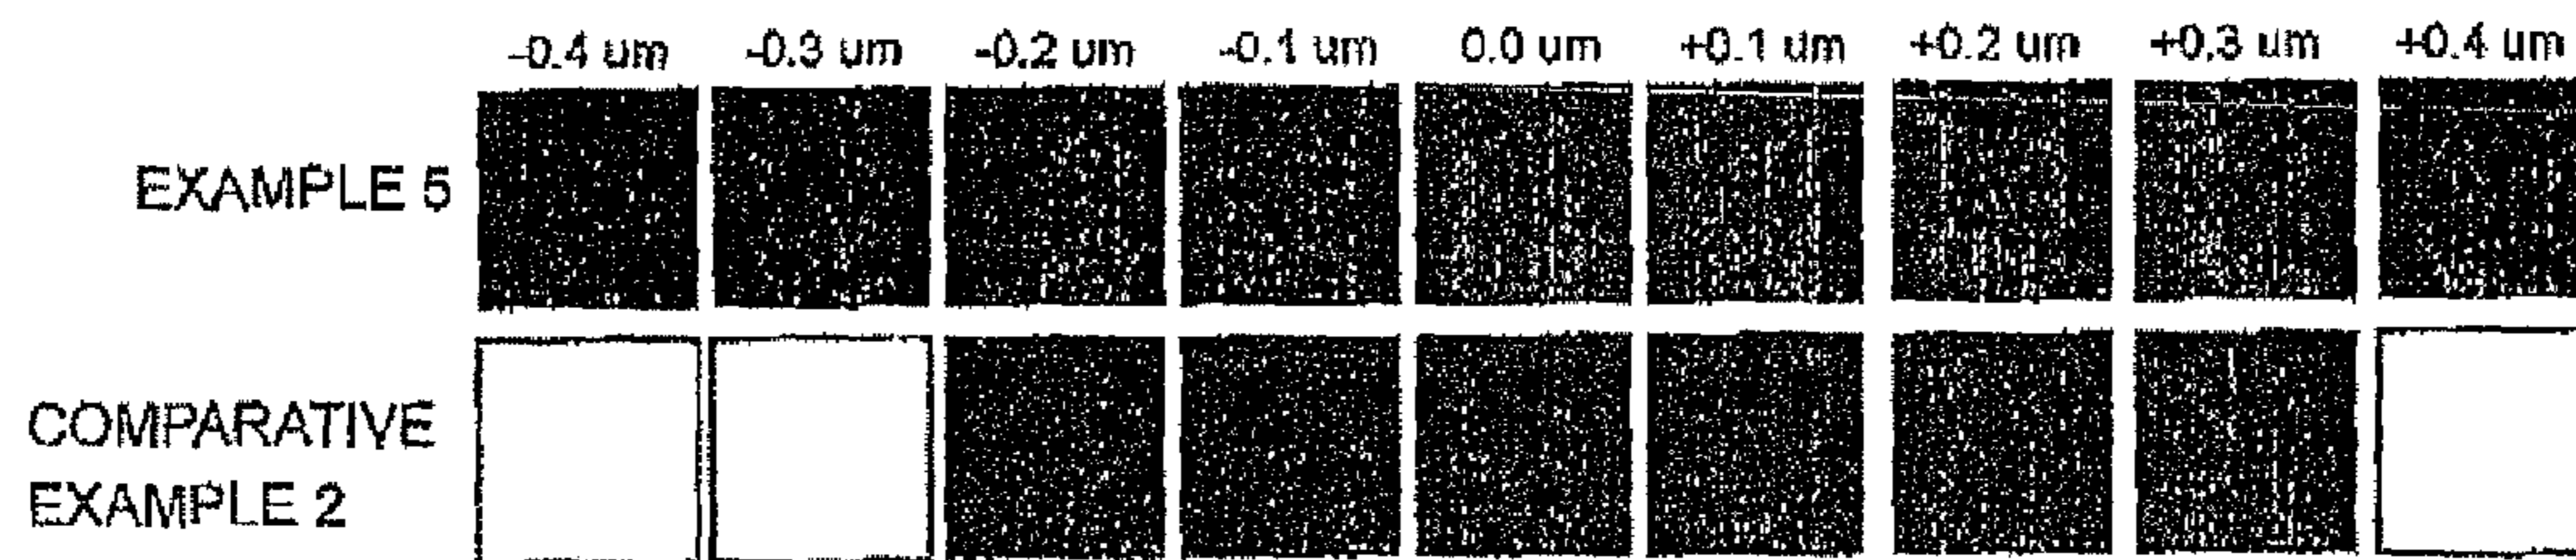 -0.4 um -0.3 um -0.2 um -0.1 um 0.0 um +0.1 um +0.2 um +0.3 um +0.4 um
EXAMPLE 5
COMPARATIVE
EXAMPLE 2